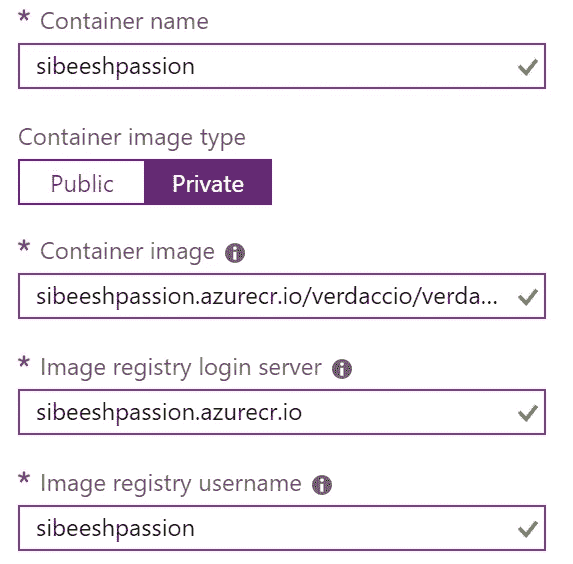 * Container name
sibeeshpassion
Container image type
Public Private
* Container image
sibeeshpassion.azurecr.io/verdaccio/verda...
* Image registry login server
sibeeshpassion.azurecr.io
* Image registry username
sibeeshpassion